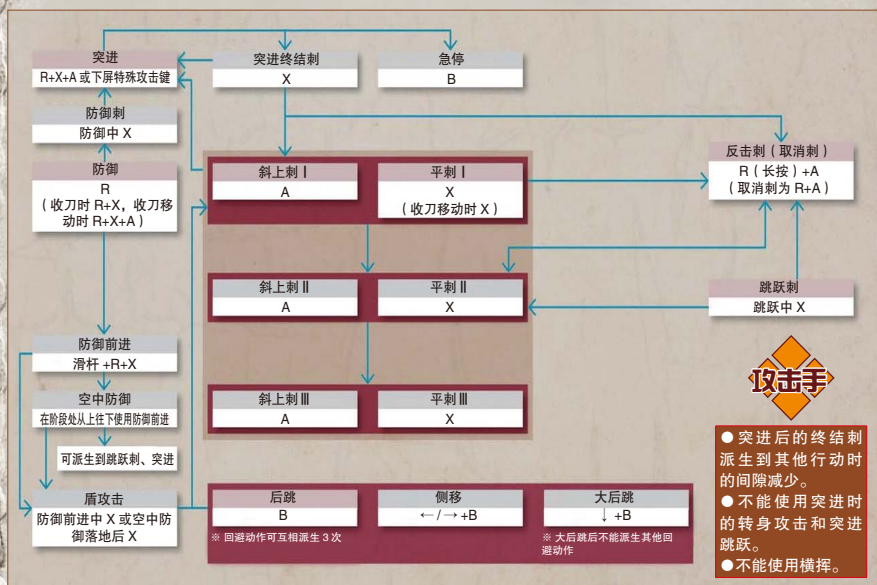 突进
R+X+A 或下屏特殊攻击键
突进终结刺
X
急停
B
防御刺
防御中 X
防御
R
（收刀时 R+X，收刀移
动时 R+X+A）
斜上刺 Ⅰ
A
平刺 Ⅰ
X
（收刀移动时 X）
反击刺（取消刺）
R（长按）+A
（取消刺为 R+A）
斜上刺 Ⅱ
A
平刺 Ⅱ
X
跳跃刺
跳跃中 X
防御前进
滑杆 +R+X
空中防御
在阶段处从上往下使用防御前进
可派生到跳跃刺、突进
斜上刺 Ⅲ
A
平刺 Ⅲ
X
盾攻击
防御前进中 X 或空中防
御落地后 X
后跳
B
※ 回避动作可互相派生 3 次
侧移
←/→+B
大后跳
↓+B
※ 大后跳后不能派生其他回
避动作
攻击手
●突进后的终结刺
派生到其他行动时
的间隙减少。
●不能使用突进时
的转身攻击和突进
跳跃。
●不能使用横挥。